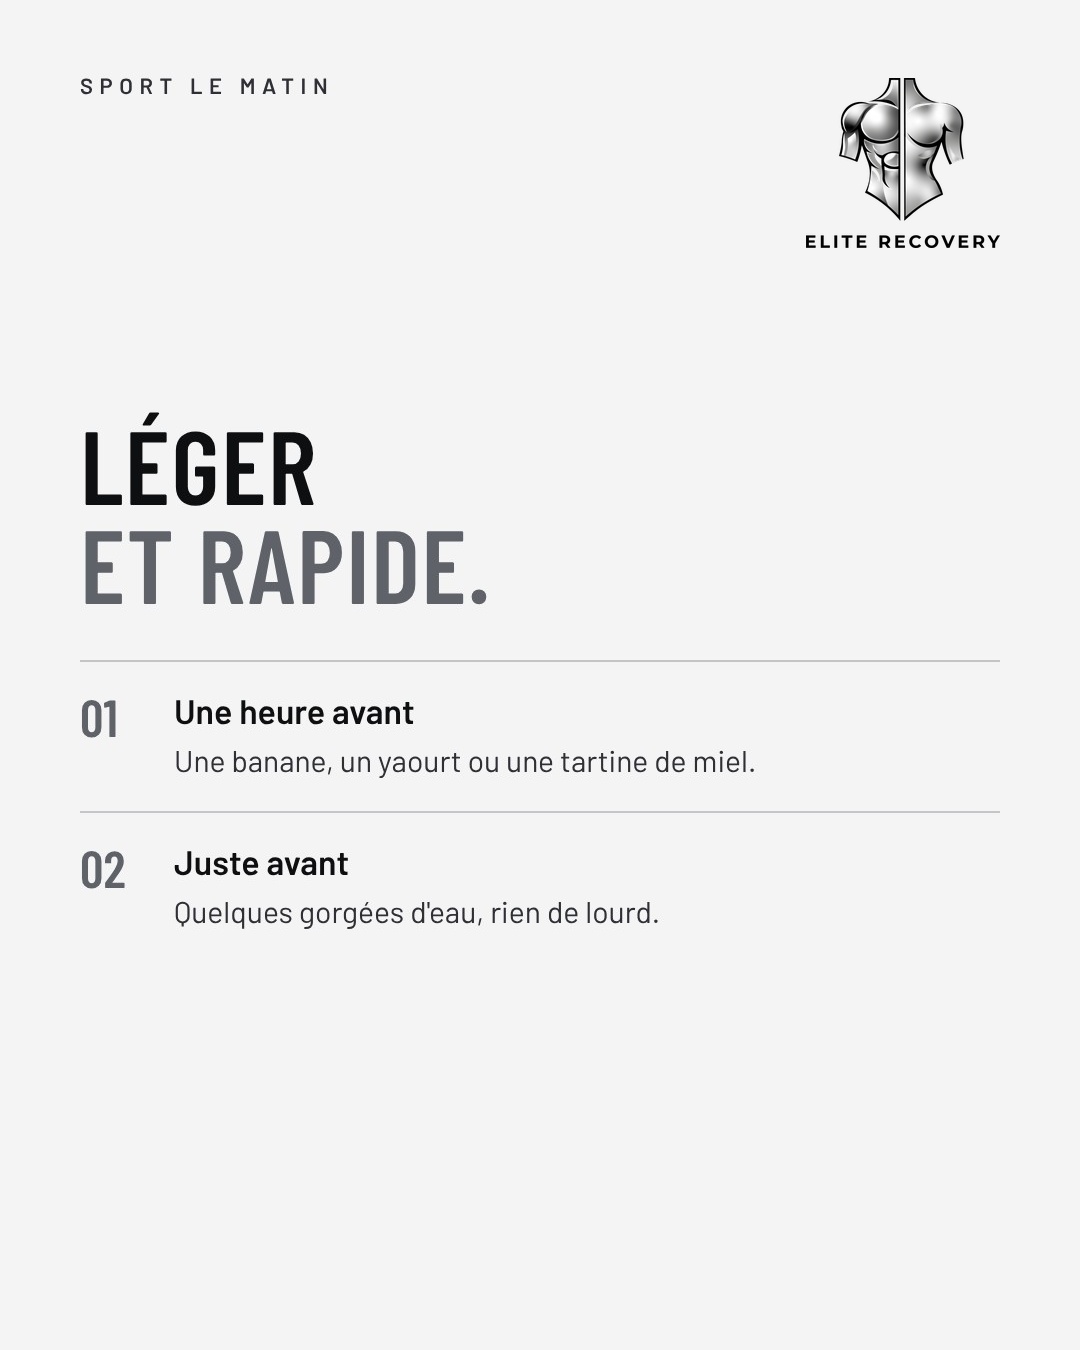 SPORT LE MATIN
ELITE RECOVERY
LÉGER
ET RAPIDE.
01
Une heure avant
Une banane, un yaourt ou une tartine de miel.
02
Juste avant
Quelques gorgées d'eau, rien de lourd.